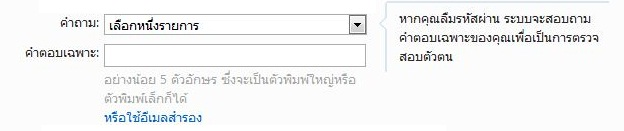 คำถาม: เลือกหนึ่งรายการ
คำตอบเฉพาะ:
อย่างน้อย 5 ตัวอักษร ซึ่งจะเป็นตัวพิมพ์ใหญ่หรือ
ตัวพิมพ์เล็กก็ได้
หรือใช้อีเมลสำรอง
หากคุณลืมรหัสผ่าน ระบบจะสอบถาม
คำตอบเฉพาะของคุณเพื่อเป็นการตรวจ
สอบตัวตน